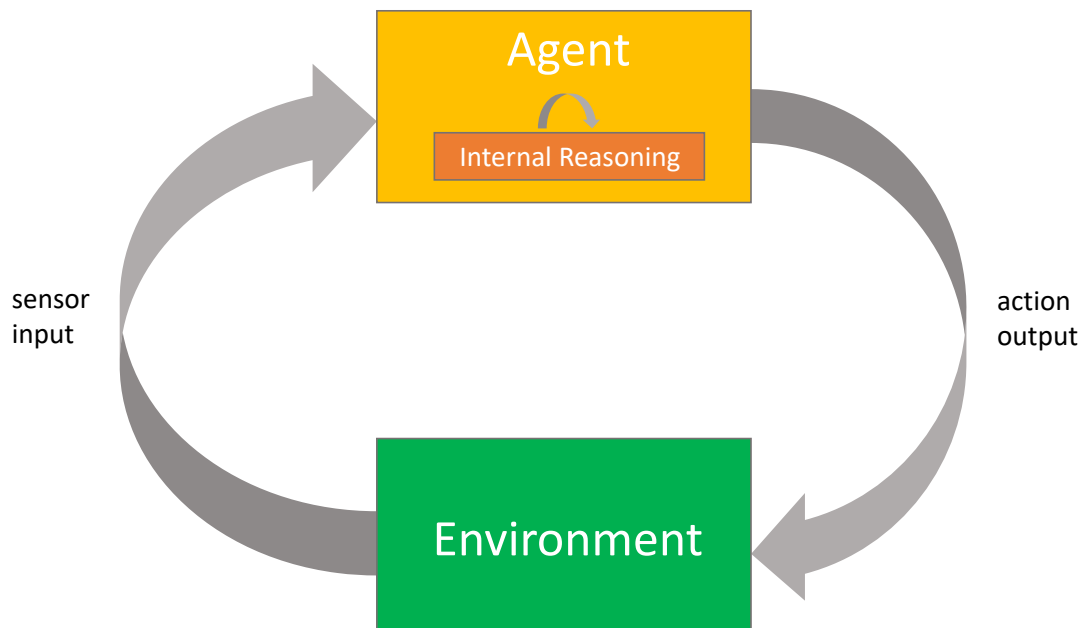 Agent
Internal Reasoning
sensor
input
action
output
Environment